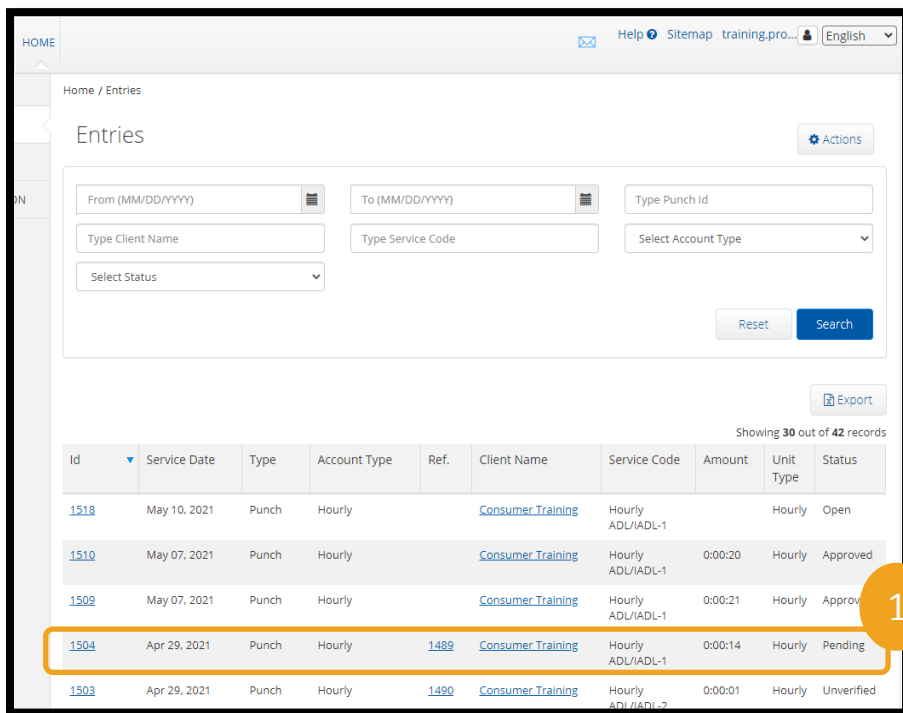 HOME
Help Sitemap training.pro... English
Home / Entries
Entries
Actions
ON
From (MM/DD/YYYY) To (MM/DD/YYYY) Type Punch Id
Type Client Name Type Service Code Select Account Type
Select Status
Reset Search
Export
Showing 30 out of 42 records
Id Service Date Type Account Type Ref. Client Name Service Code Amount Unit Status
Type
1518 May 10, 2021 Punch Hourly Consumer Training Hourly Hourly Open
ADL/IADL-1
1510 May 07, 2021 Punch Hourly Consumer Training Hourly 0:00:20 Hourly Approved
ADL/IADL-1
1509 May 07, 2021 Punch Hourly Consumer Training Hourly 0:00:21 Hourly Approv
ADL/IADL-1
1
1504 Apr 29, 2021 Punch Hourly 1489 Consumer Training Hourly 0:00:14 Hourly Pending
ADL/IADL-1
1503 Apr 29, 2021 Punch Hourly 1490 Consumer Training Hourly 0:00:01 Hourly Unverified
ADL/IADL-2